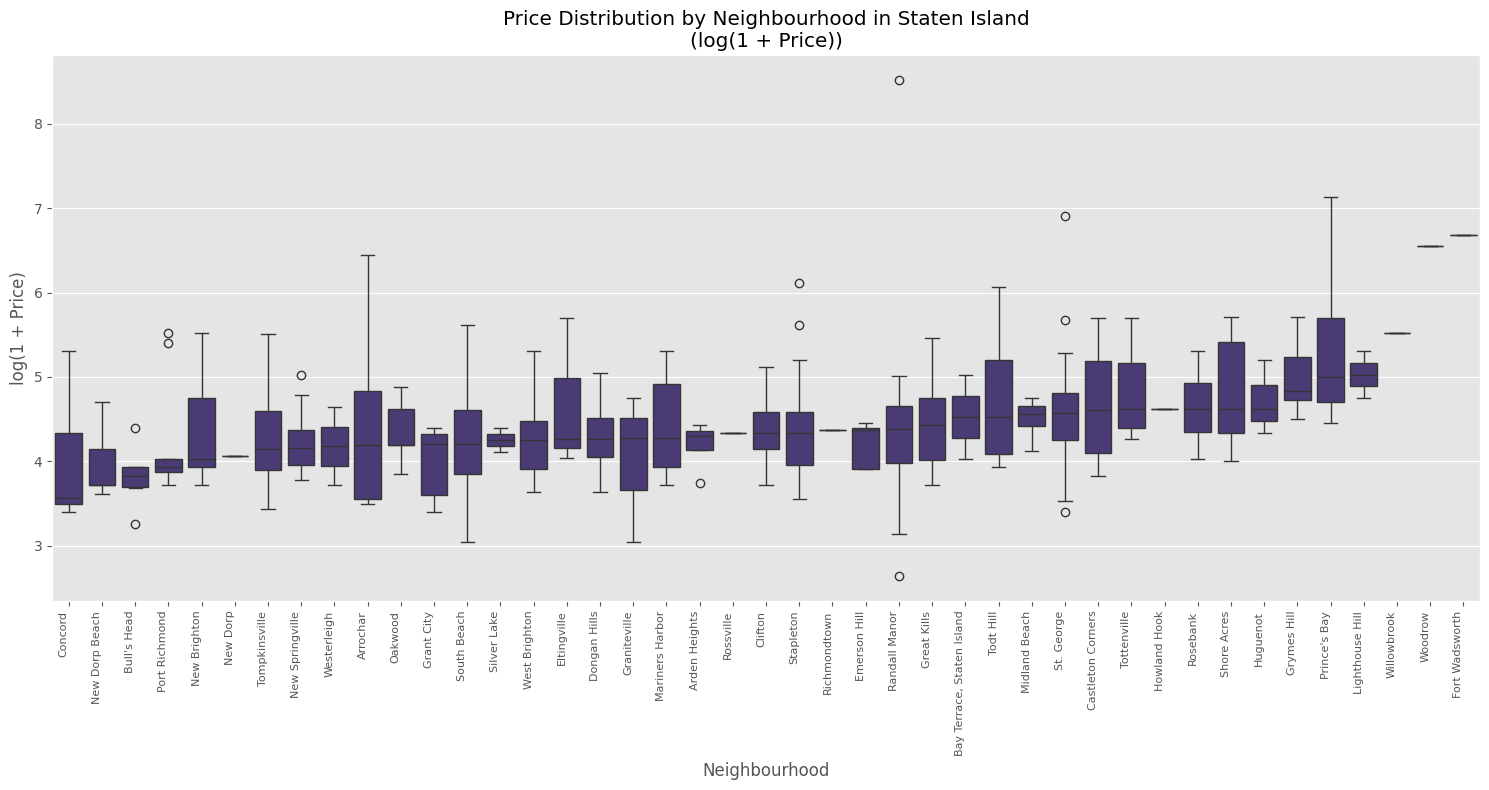 Price Distribution by Neighbourhood in Staten Island
(log(1 + Price))
log(1 + Price)
8
7
6
5
4
3
Concord
New Dorp Beach
Bull's Head
Port Richmond
New Brighton
New Dorp
Tompkinsville
New Springville
Westerleigh
Arrochar
Oakwood
Grant City
South Beach
Silver Lake
West Brighton
Eltingville
Dongan Hills
Graniteville
Mariners Harbor
Arden Heights
Rossville
Clifton
Stapleton
Richmondtown
Emerson Hill
Randall Manor
Great Kills
Bay Terrace, Staten Island
Todt Hill
Midland Beach
St. George
Castleton Corners
Tottenville
Howland Hook
Rosebank
Shore Acres
Huguenot
Grymes Hill
Prince's Bay
Lighthouse Hill
Willowbrook
Woodrow
Fort Wadsworth
Neighbourhood